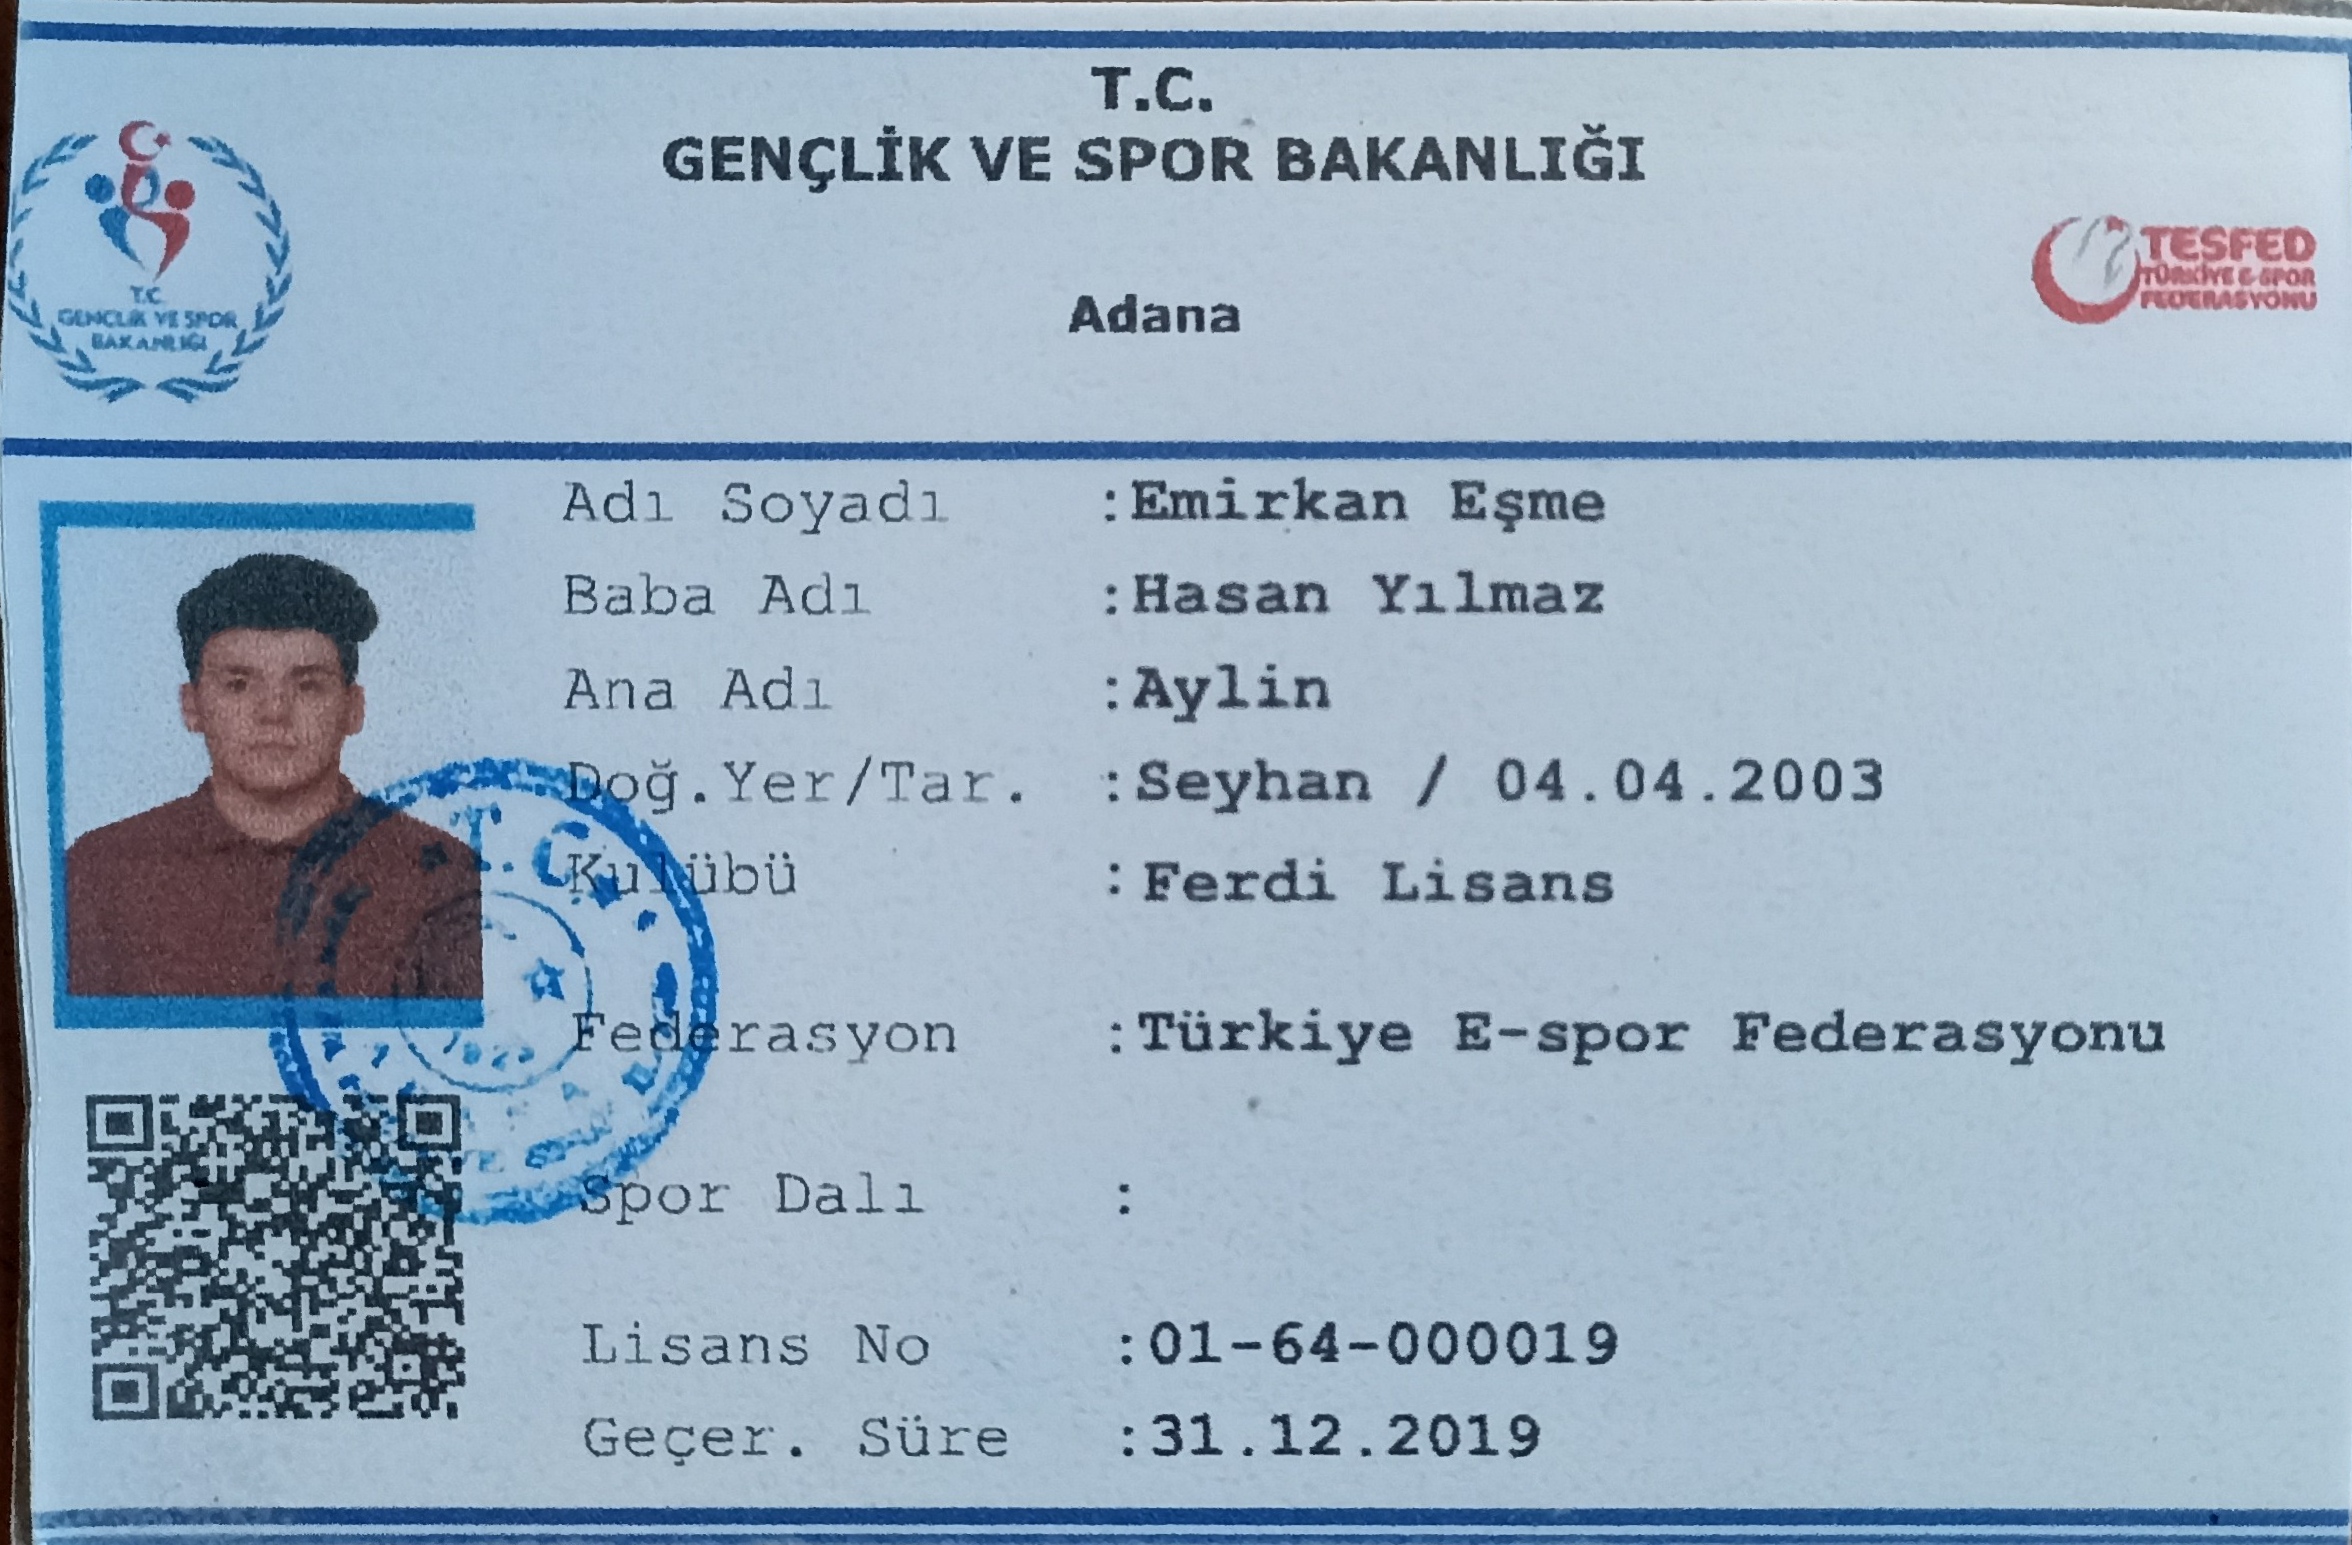 T.C.
GENÇLİK VE SPOR BAKANLIĞI
Adana
T.C.
GENÇLİK VE SPOR
BAKANLIĞI
TESFED
TÜRKİYE E-SPOR
FEDERASYONU
Adı Soyadı :Emirkan Eşme
Baba Adı :Hasan Yılmaz
Ana Adı :Aylin
Doğ.Yer/Tar. :Seyhan / 04.04.2003
Kulübü :Ferdi Lisans
Federasyon :Türkiye E-spor Federasyonu
Spor Dalı :
Lisans No :01-64-000019
Geçer. Süre :31.12.2019
T.C.